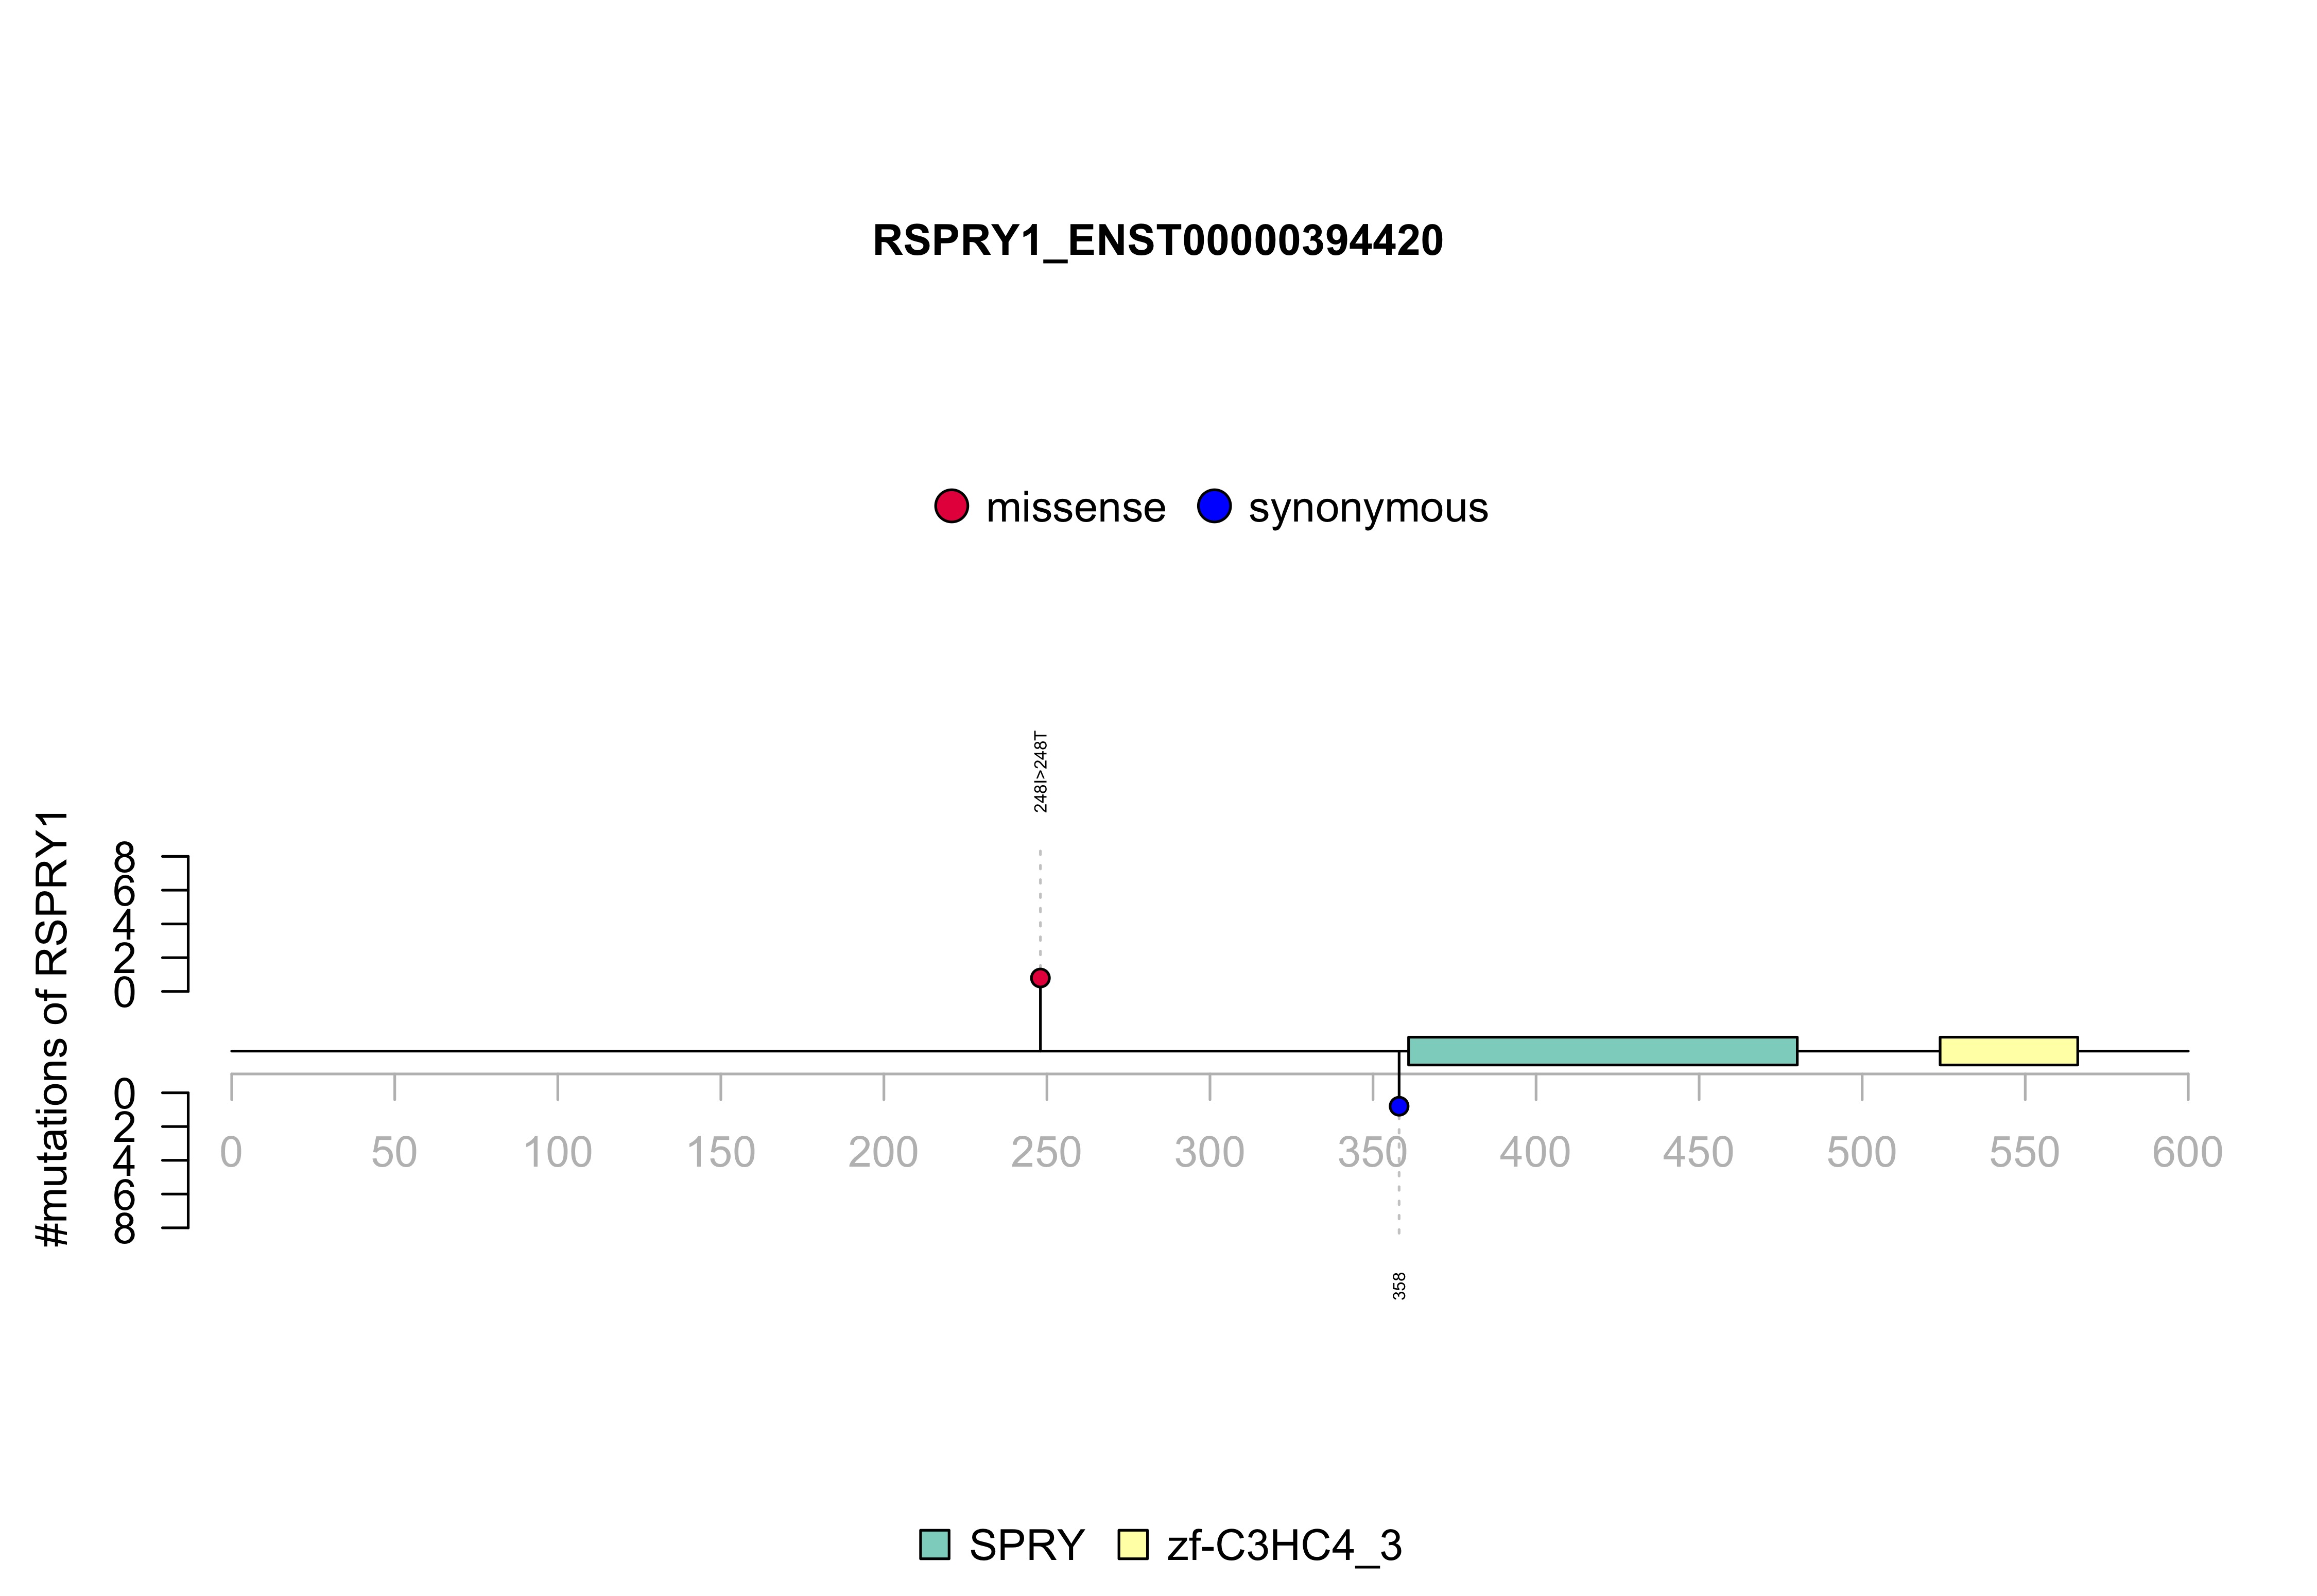 RSPRY1_ENST00000394420
missense synonymous
248I>248T
#mutations of RSPRY1
8
6
4
2
0
0
2
4
6
8
0 50 100 150 200 250 300 350 400 450 500 550 600
358
SPRY zf-C3HC4_3